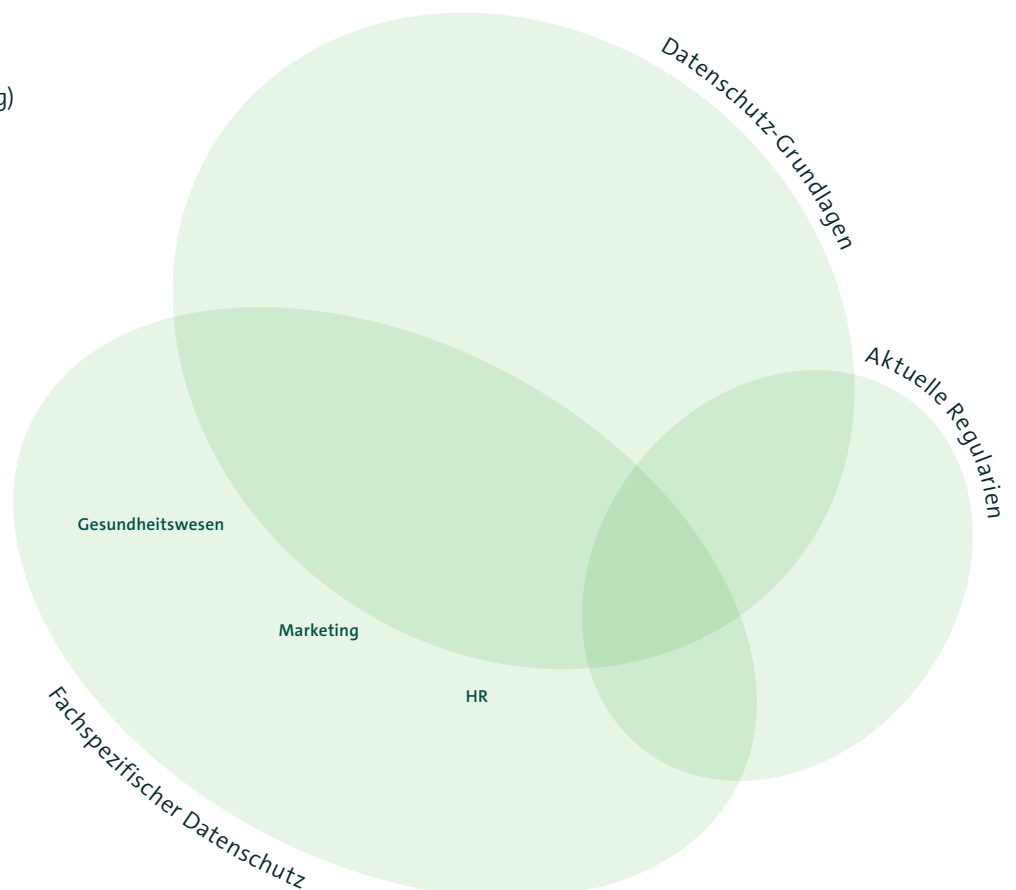 g)
Datenschutz-Grundlagen
Aktuelle Regularien
Gesundheitswesen
Marketing
HR
Fachspezifischer Datenschutz